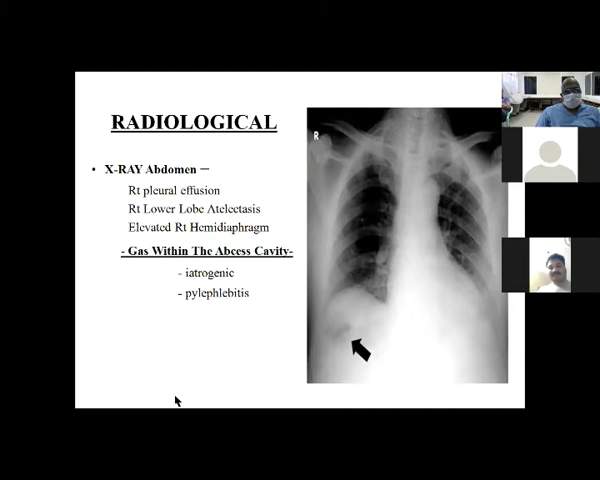 RADIOLOGICAL
• X-RAY Abdomen –
Rt pleural effusion
Rt Lower Lobe Atelectasis
Elevated Rt Hemidiaphragm
- Gas Within The Abcess Cavity-
- iatrogenic
- pylephlebitis
R